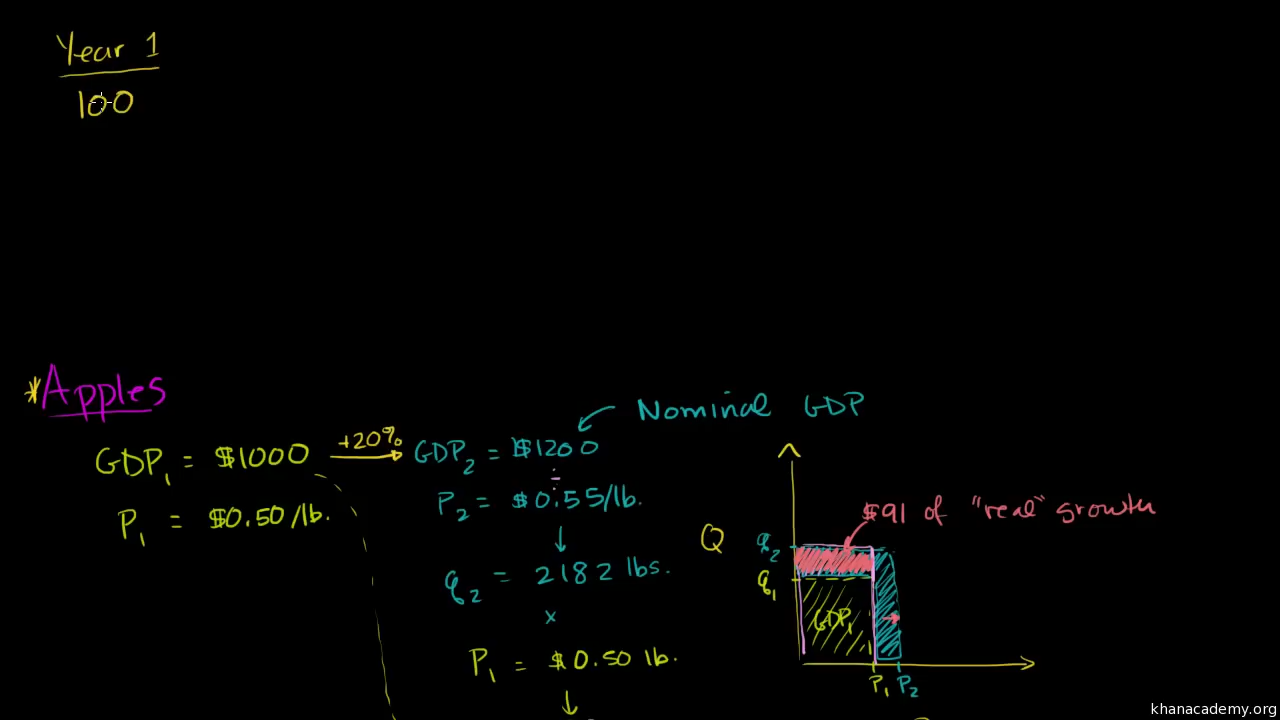 Year 1
100
*Apples
GDP₁ = $1000 +20% GDP₂ = $1200 Nominal GDP
÷
P₁ = $0.50/lb. P₂ = $0.55/lb.
q₂ = 2182 lbs.
x
P₁ = $0.50 lb.
$91 of "real" growth
Q
q₂
q₁
GDP₁
P₁ P₂
khanacademy.org